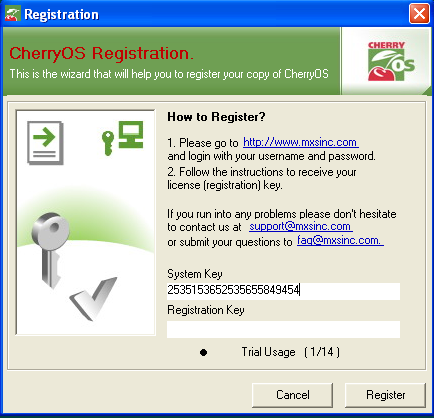 Registration
CherryOS Registration.
This is the wizard that will help you to register your copy of CherryOS
CHERRY
OS
How to Register?
1. Please go to http://www.mxsinc.com
and login with your username and password.
2. Follow the instructions to receive your
license (registration) key.
If you run into any problems please don't hesitate
to contact us at support@mxsinc.com
or submit your questions to faq@mxsinc.com.
System Key
2535153652535655849454
Registration Key
Trial Usage ( 1/14 )
Cancel Register